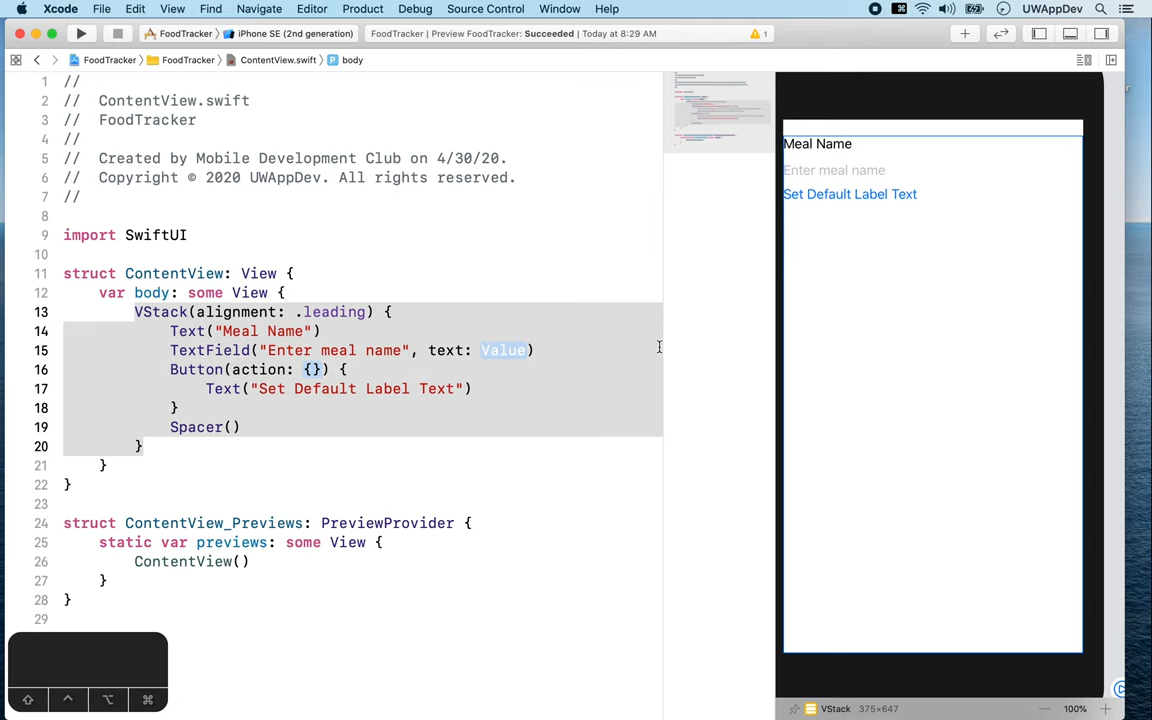 Xcode File Edit View Find Navigate Editor Product Debug Source Control Window Help UWAppDev
FoodTracker iPhone SE (2nd generation) FoodTracker | Preview FoodTracker: Succeeded | Today at 8:29 AM 1
FoodTracker FoodTracker ContentView.swift body
1 //
2 // ContentView.swift
3 // FoodTracker
4 //
5 // Created by Mobile Development Club on 4/30/20.
6 // Copyright © 2020 UWAppDev. All rights reserved.
7 //
8
9 import SwiftUI
10
11 struct ContentView: View {
12 var body: some View {
13 VStack(alignment: .leading) {
14 Text("Meal Name")
15 TextField("Enter meal name", text: Value)
16 Button(action: {}) {
17 Text("Set Default Label Text")
18 }
19 Spacer()
20 }
21 }
22 }
23
24 struct ContentView_Previews: PreviewProvider {
25 static var previews: some View {
26 ContentView()
27 }
28 }
29
Meal Name
Enter meal name
Set Default Label Text
VStack 375×647 100%